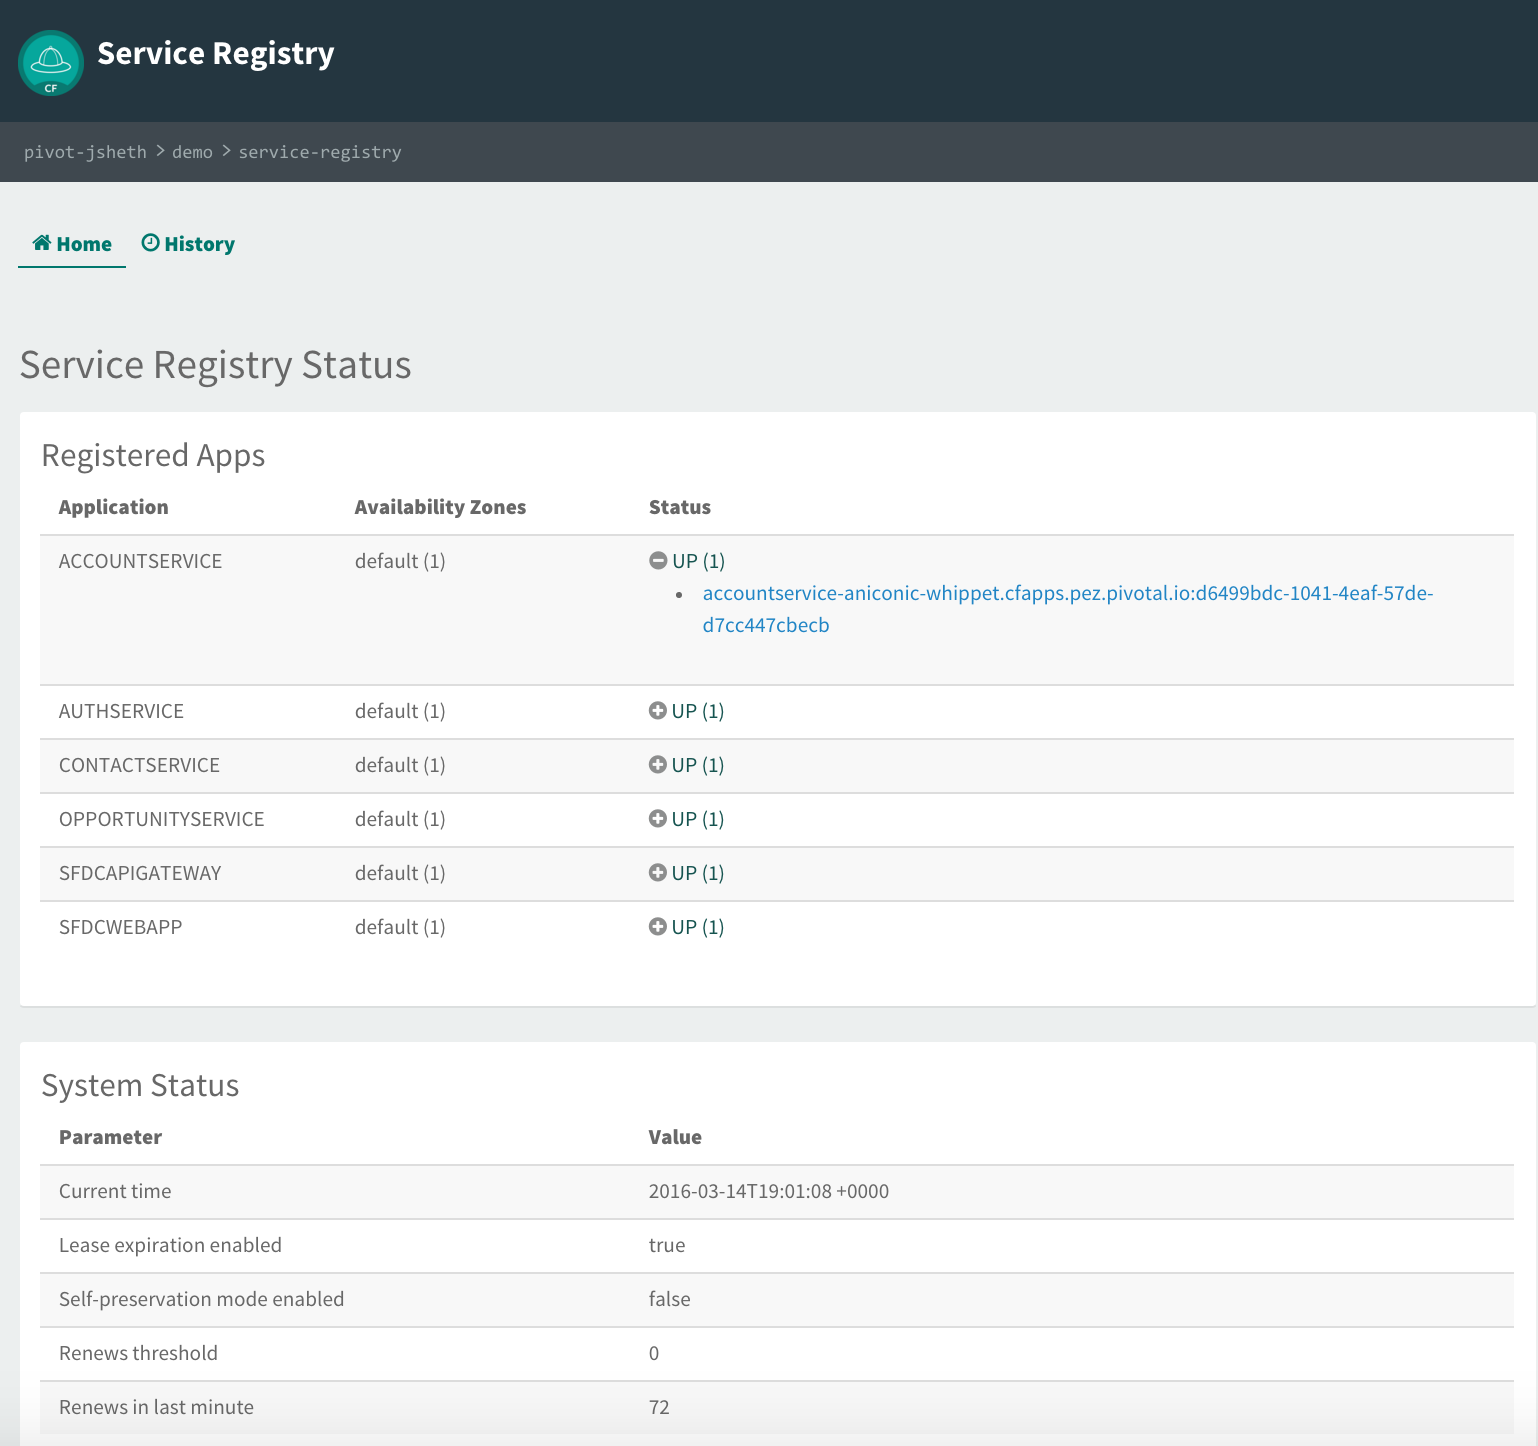 Service Registry
CF
pivot-jsheth > demo > service-registry
Home History
Service Registry Status
Registered Apps
Application Availability Zones Status
ACCOUNTSERVICE default (1) UP (1)
accountservice-aniconic-whippet.cfapps.pez.pivotal.io:d6499bdc-1041-4eaf-57de-
d7cc447cbecb
AUTHSERVICE default (1) UP (1)
CONTACTSERVICE default (1) UP (1)
OPPORTUNITYSERVICE default (1) UP (1)
SFDCAPIGATEWAY default (1) UP (1)
SFDCWEBAPP default (1) UP (1)
System Status
Parameter Value
Current time 2016-03-14T19:01:08 +0000
Lease expiration enabled true
Self-preservation mode enabled false
Renews threshold 0
Renews in last minute 72